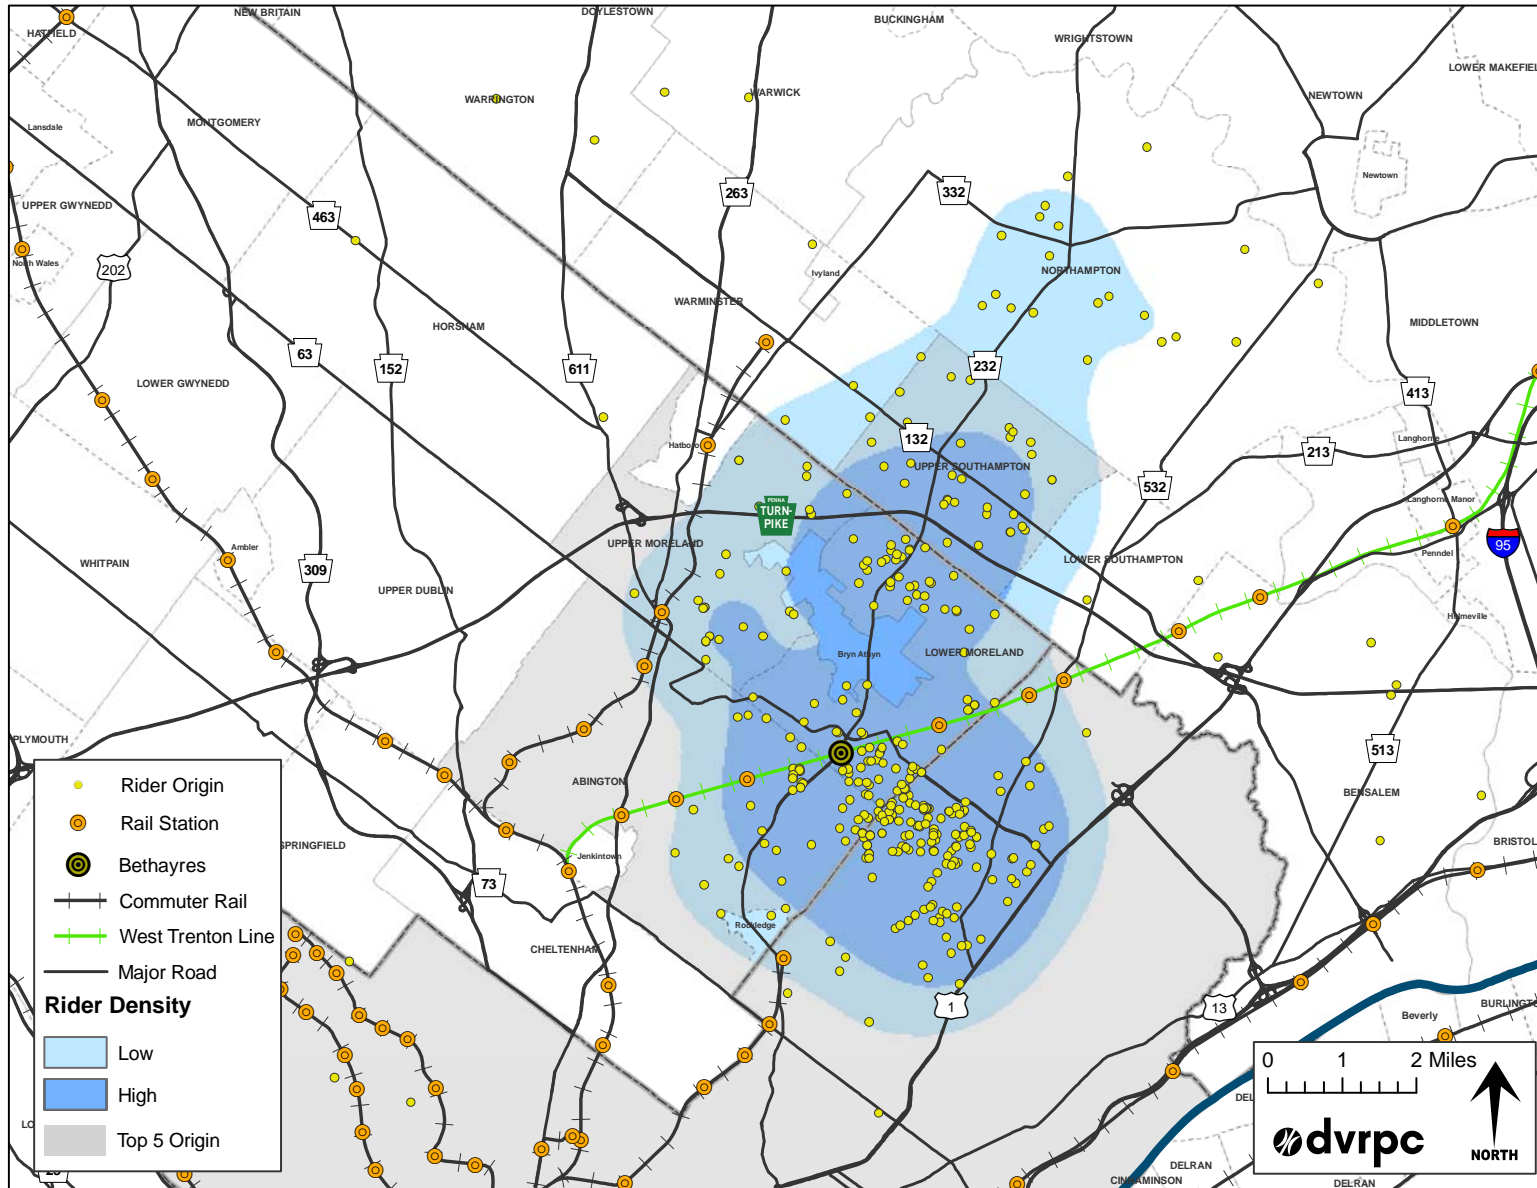 NEW BRITAIN
DOYLESTOWN
BUCKINGHAM
HATFIELD
WRIGHTSTOWN
LOWER MAKEFIEL
WARRINGTON
WARWICK
NEWTOWN
MONTGOMERY
Lansdale
Newtown
263
332
UPPER GWYNEDD
463
North Wales
202
Ivyland
NORTHAMPTON
WARMINSTER
HORSHAM
MIDDLETOWN
63
152
611
232
LOWER GWYNEDD
413
132
Hatboro
Langhorne
213
UPPER SOUTHAMPTON
532
Langhorne Manor
PENNA
TURN-
PIKE
UPPER MORELAND
95
Ambler
Penndel
WHITPAIN
309
LOWER SOUTHAMPTON
UPPER DUBLIN
Hulmeville
Bryn Athyn
LOWER MORELAND
PLYMOUTH
513
ABINGTON
BENSALEM
SPRINGFIELD
BRISTOL
Jenkintown
73
Rockledge
CHELTENHAM
1
13
Beverly
BURLINGTO
Rider Origin
Rail Station
Bethayres
Commuter Rail
West Trenton Line
Major Road
Rider Density
Low
High
Top 5 Origin
LO
DEL
0 1 2 Miles
dvrpc
NORTH
DELRAN
CINNAMINSON
DELRAN